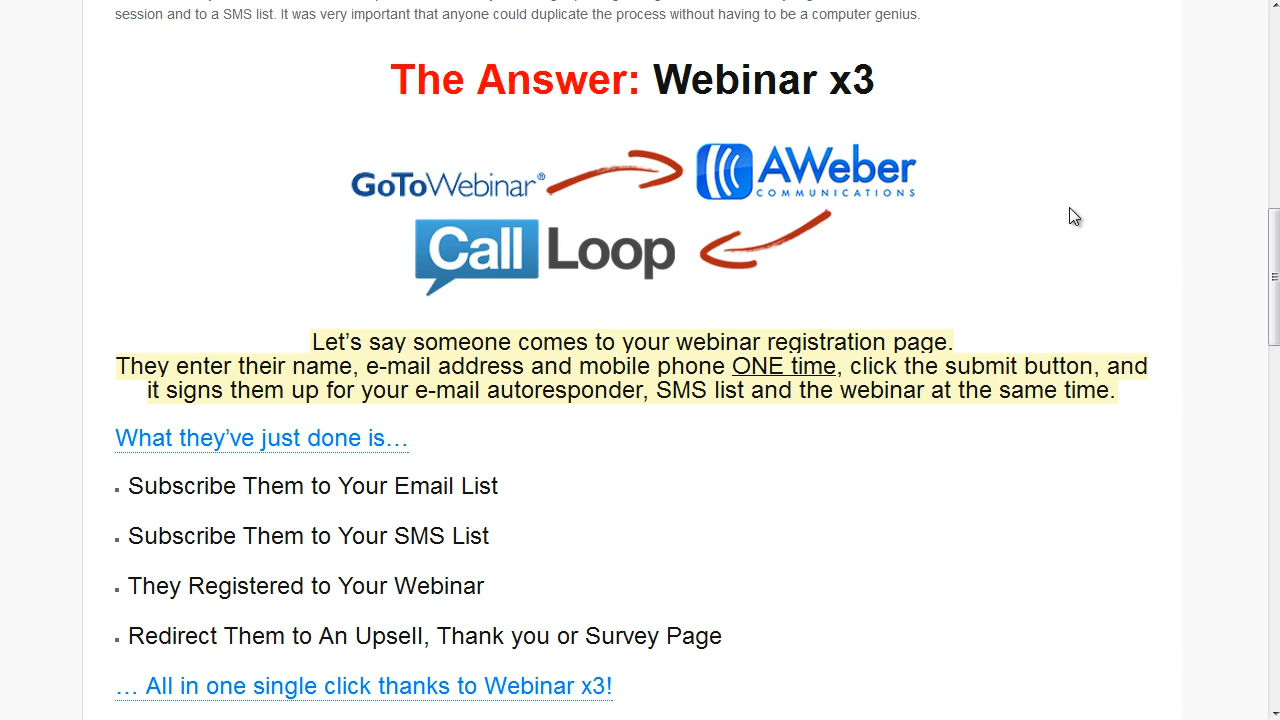 session and to a SMS list. It was very important that anyone could duplicate the process without having to be a computer genius.
The Answer: Webinar x3
GoToWebinar®
AWeber
COMMUNICATIONS
Call Loop
Let’s say someone comes to your webinar registration page.
They enter their name, e-mail address and mobile phone ONE time, click the submit button, and
it signs them up for your e-mail autoresponder, SMS list and the webinar at the same time.
What they’ve just done is…
Subscribe Them to Your Email List
Subscribe Them to Your SMS List
They Registered to Your Webinar
Redirect Them to An Upsell, Thank you or Survey Page
… All in one single click thanks to Webinar x3!